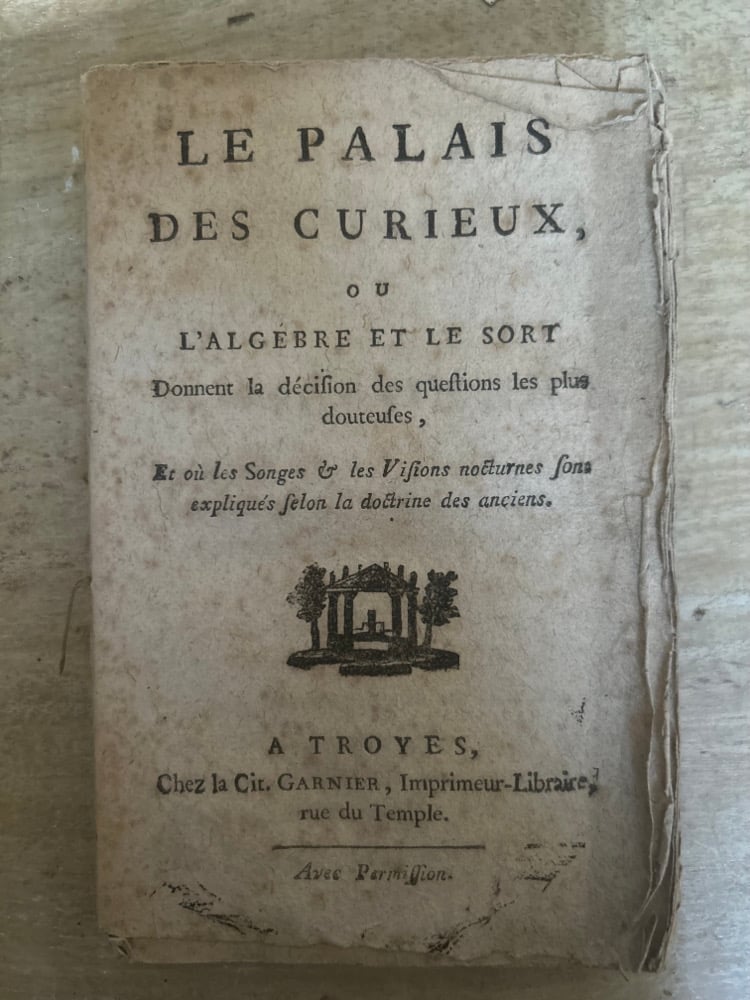 LE PALAIS
DES CURIEUX,
OU
L'ALGÉBRE ET LE SORT
Donnent la déciſion des queſtions les plus
douteuſes,
Et où les Songes & les Viſions nocturnes ſont
expliqués ſelon la doctrine des anciens.
A TROYES,
Chez la Cit. GARNIER, Imprimeur-Libraire,
rue du Temple.
Avec Permiſſion.